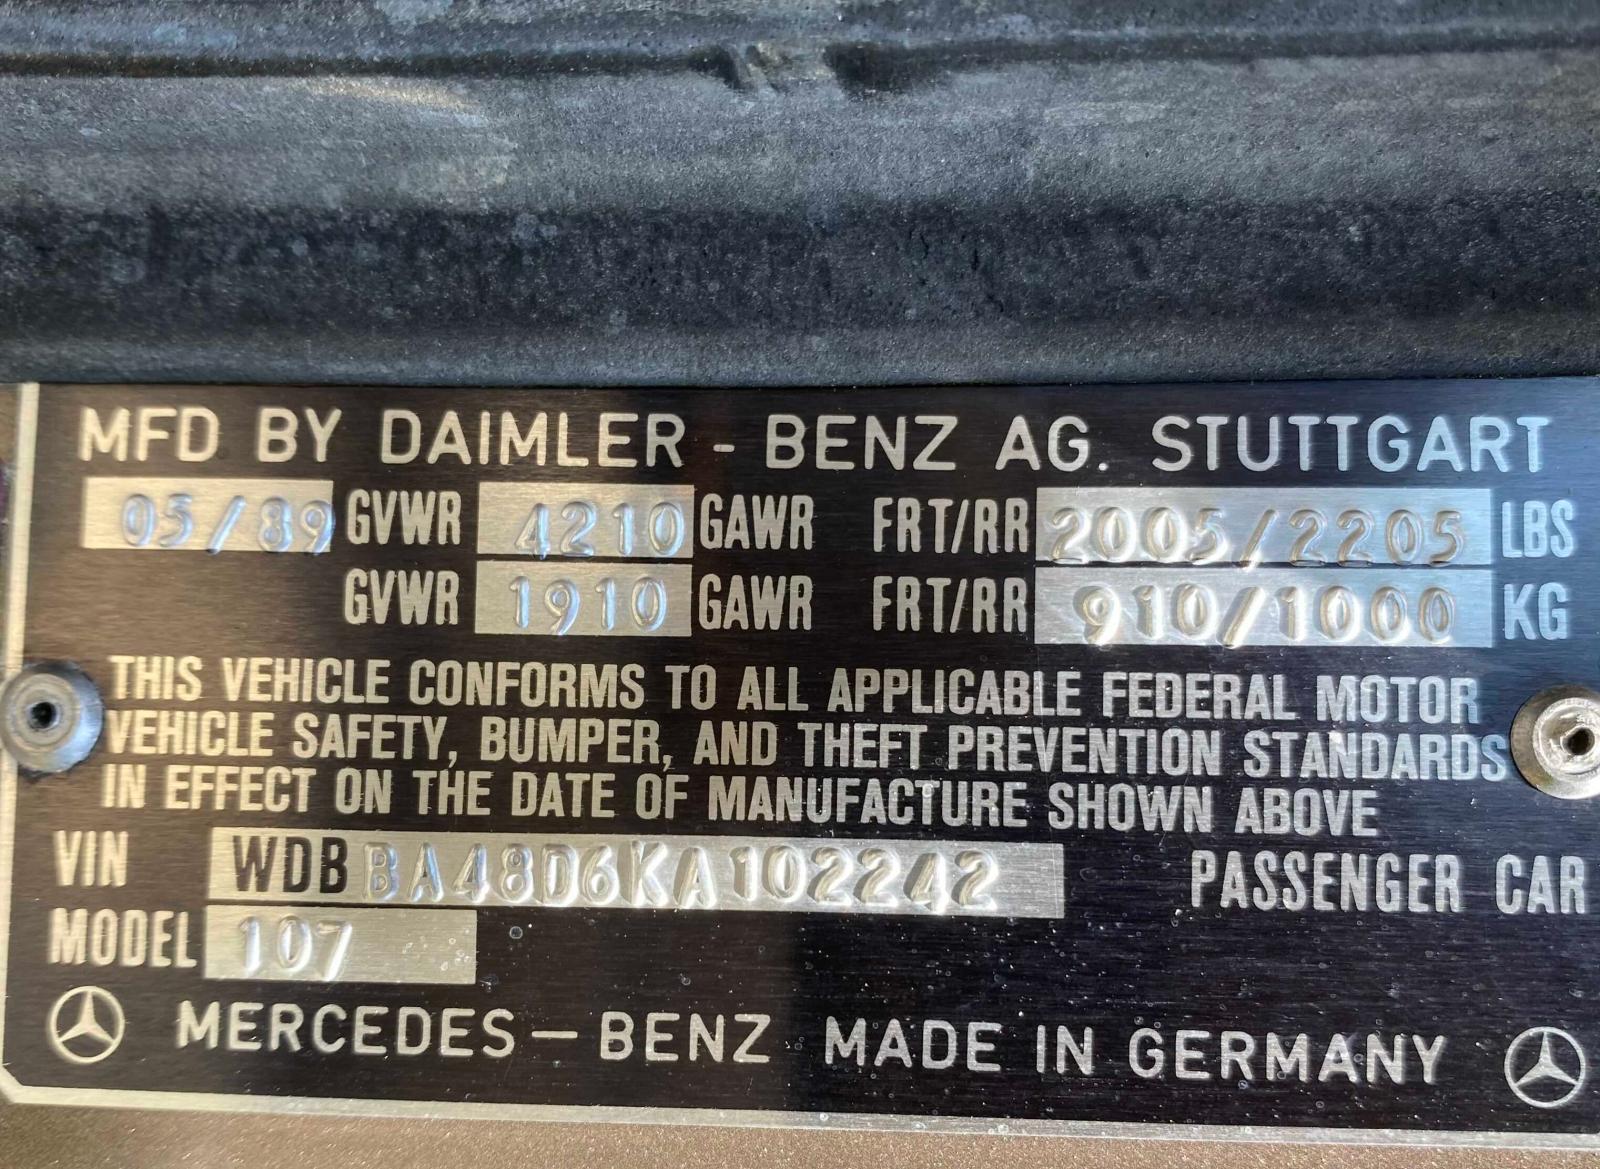 MFD BY DAIMLER - BENZ AG. STUTTGART
05/89 GVWR 4210 GAWR FRT/RR 2005/2205 LBS
GVWR 1910 GAWR FRT/RR 910/1000 KG
THIS VEHICLE CONFORMS TO ALL APPLICABLE FEDERAL MOTOR
VEHICLE SAFETY, BUMPER, AND THEFT PREVENTION STANDARDS
IN EFFECT ON THE DATE OF MANUFACTURE SHOWN ABOVE
VIN WDBBA48D6KA102242 PASSENGER CAR
MODEL 107
MERCEDES - BENZ MADE IN GERMANY